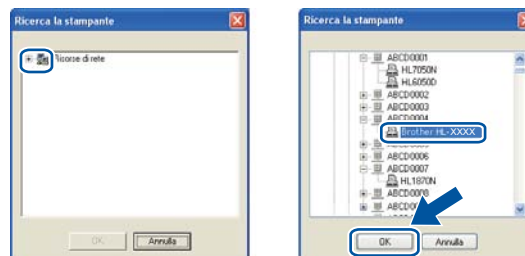 Ricerca la stampante
Risorse di rete
OK
Annulla
Ricerca la stampante
ABCD0001
HL7050N
HL6050D
ABCD0002
ABCD0003
ABCD0004
Brother HL-XXXX
ABCD0006
ABCD0007
HL1870N
ABCD0008
OK
Annulla